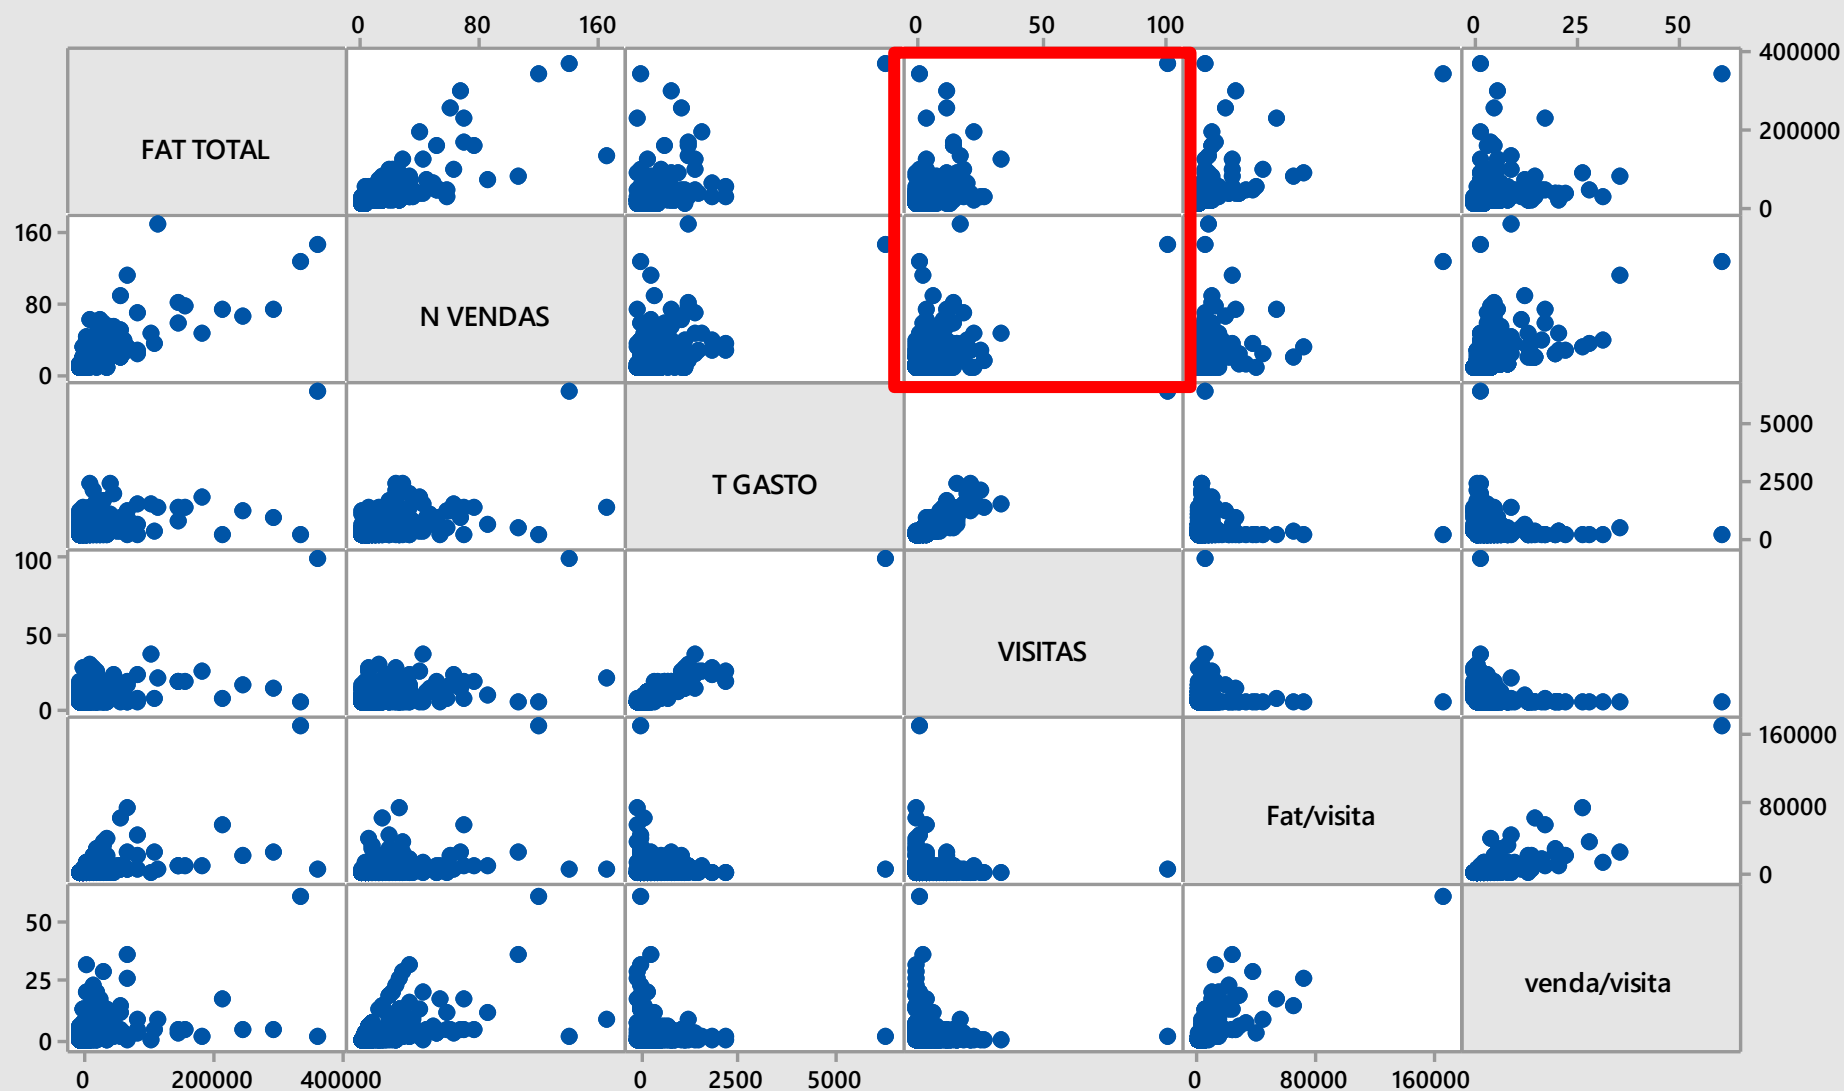 0 80 160 0 50 100 0 25 50
400000
FAT TOTAL
200000
0
160
N VENDAS
80
0
5000
T GASTO
2500
0
100
VISITAS
50
0
160000
Fat/visita
80000
0
50
venda/visita
25
0
0 200000 400000 0 2500 5000 0 80000 160000